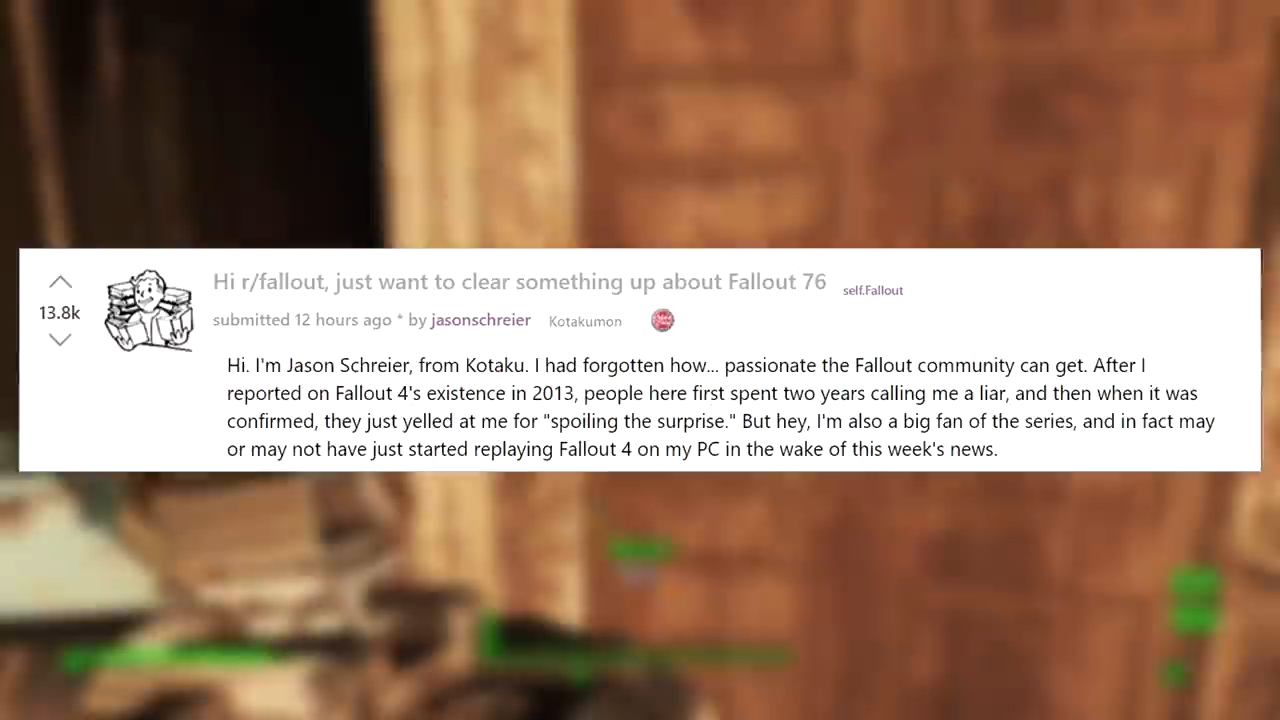 Hi r/fallout, just want to clear something up about Fallout 76 self.Fallout
13.8k
submitted 12 hours ago * by jasonschreier Kotakumon
Hi. I'm Jason Schreier, from Kotaku. I had forgotten how... passionate the Fallout community can get. After I
reported on Fallout 4's existence in 2013, people here first spent two years calling me a liar, and then when it was
confirmed, they just yelled at me for "spoiling the surprise." But hey, I'm also a big fan of the series, and in fact may
or may not have just started replaying Fallout 4 on my PC in the wake of this week's news.